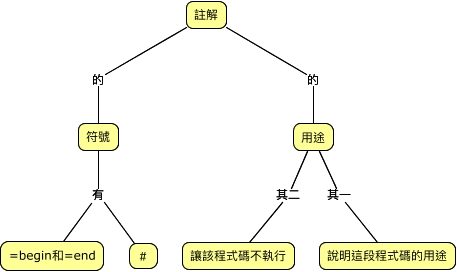 註解
的
的
符號
用途
有
其二
其一
=begin和=end
#
讓該程式碼不執行
說明這段程式碼的用途